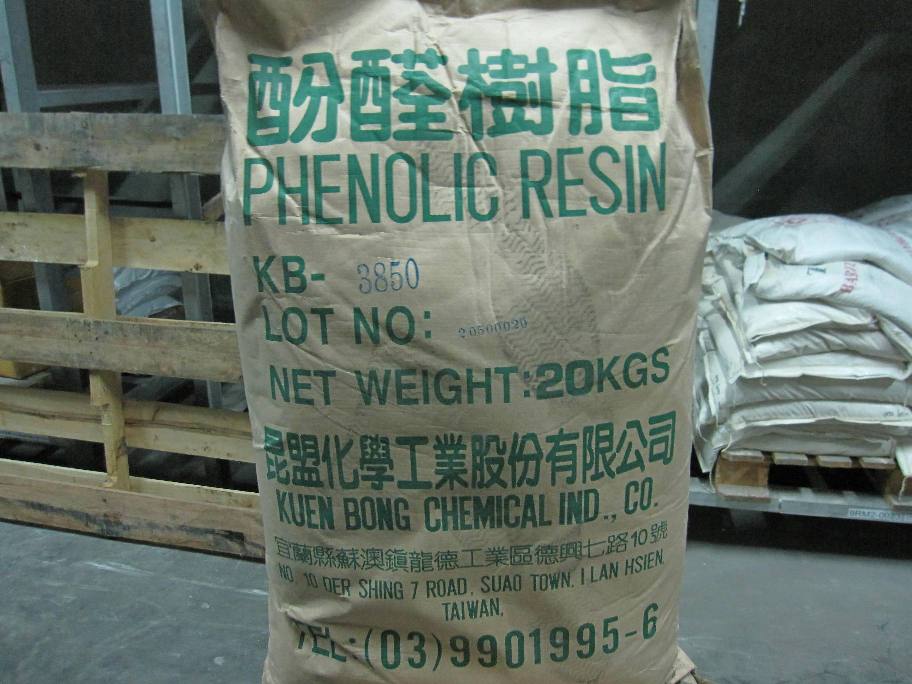 酚醛樹脂
PHENOLIC RESIN
KB- 3850
LOT NO: 20500020
NET WEIGHT:20KGS
昆盟化學工業股份有限公司
KUEN BONG CHEMICAL IND., CO.
宜蘭縣蘇澳鎮龍德工業區德興七路10號
NO. 10 DER SHING 7 ROAD, SUAO TOWN, I LAN HSIEN,
TAIWAN,
TEL:(03)9901995-6